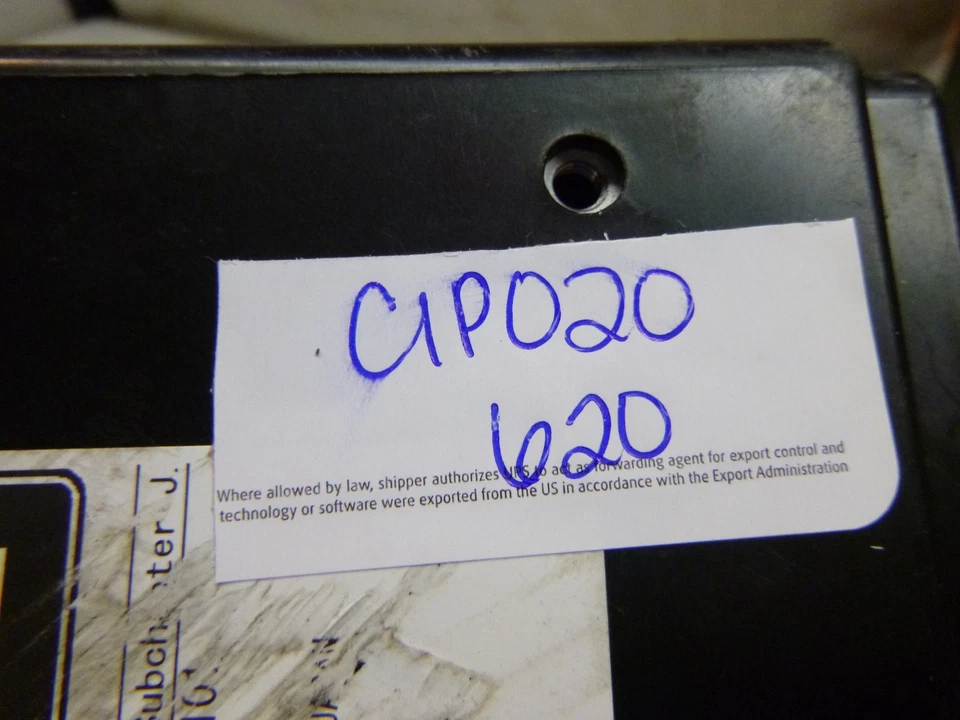 C1P020
620
Where allowed by law, shipper authorizes UPS to act as forwarding agent for export control and
technology or software were exported from the US in accordance with the Export Administration
ter J.